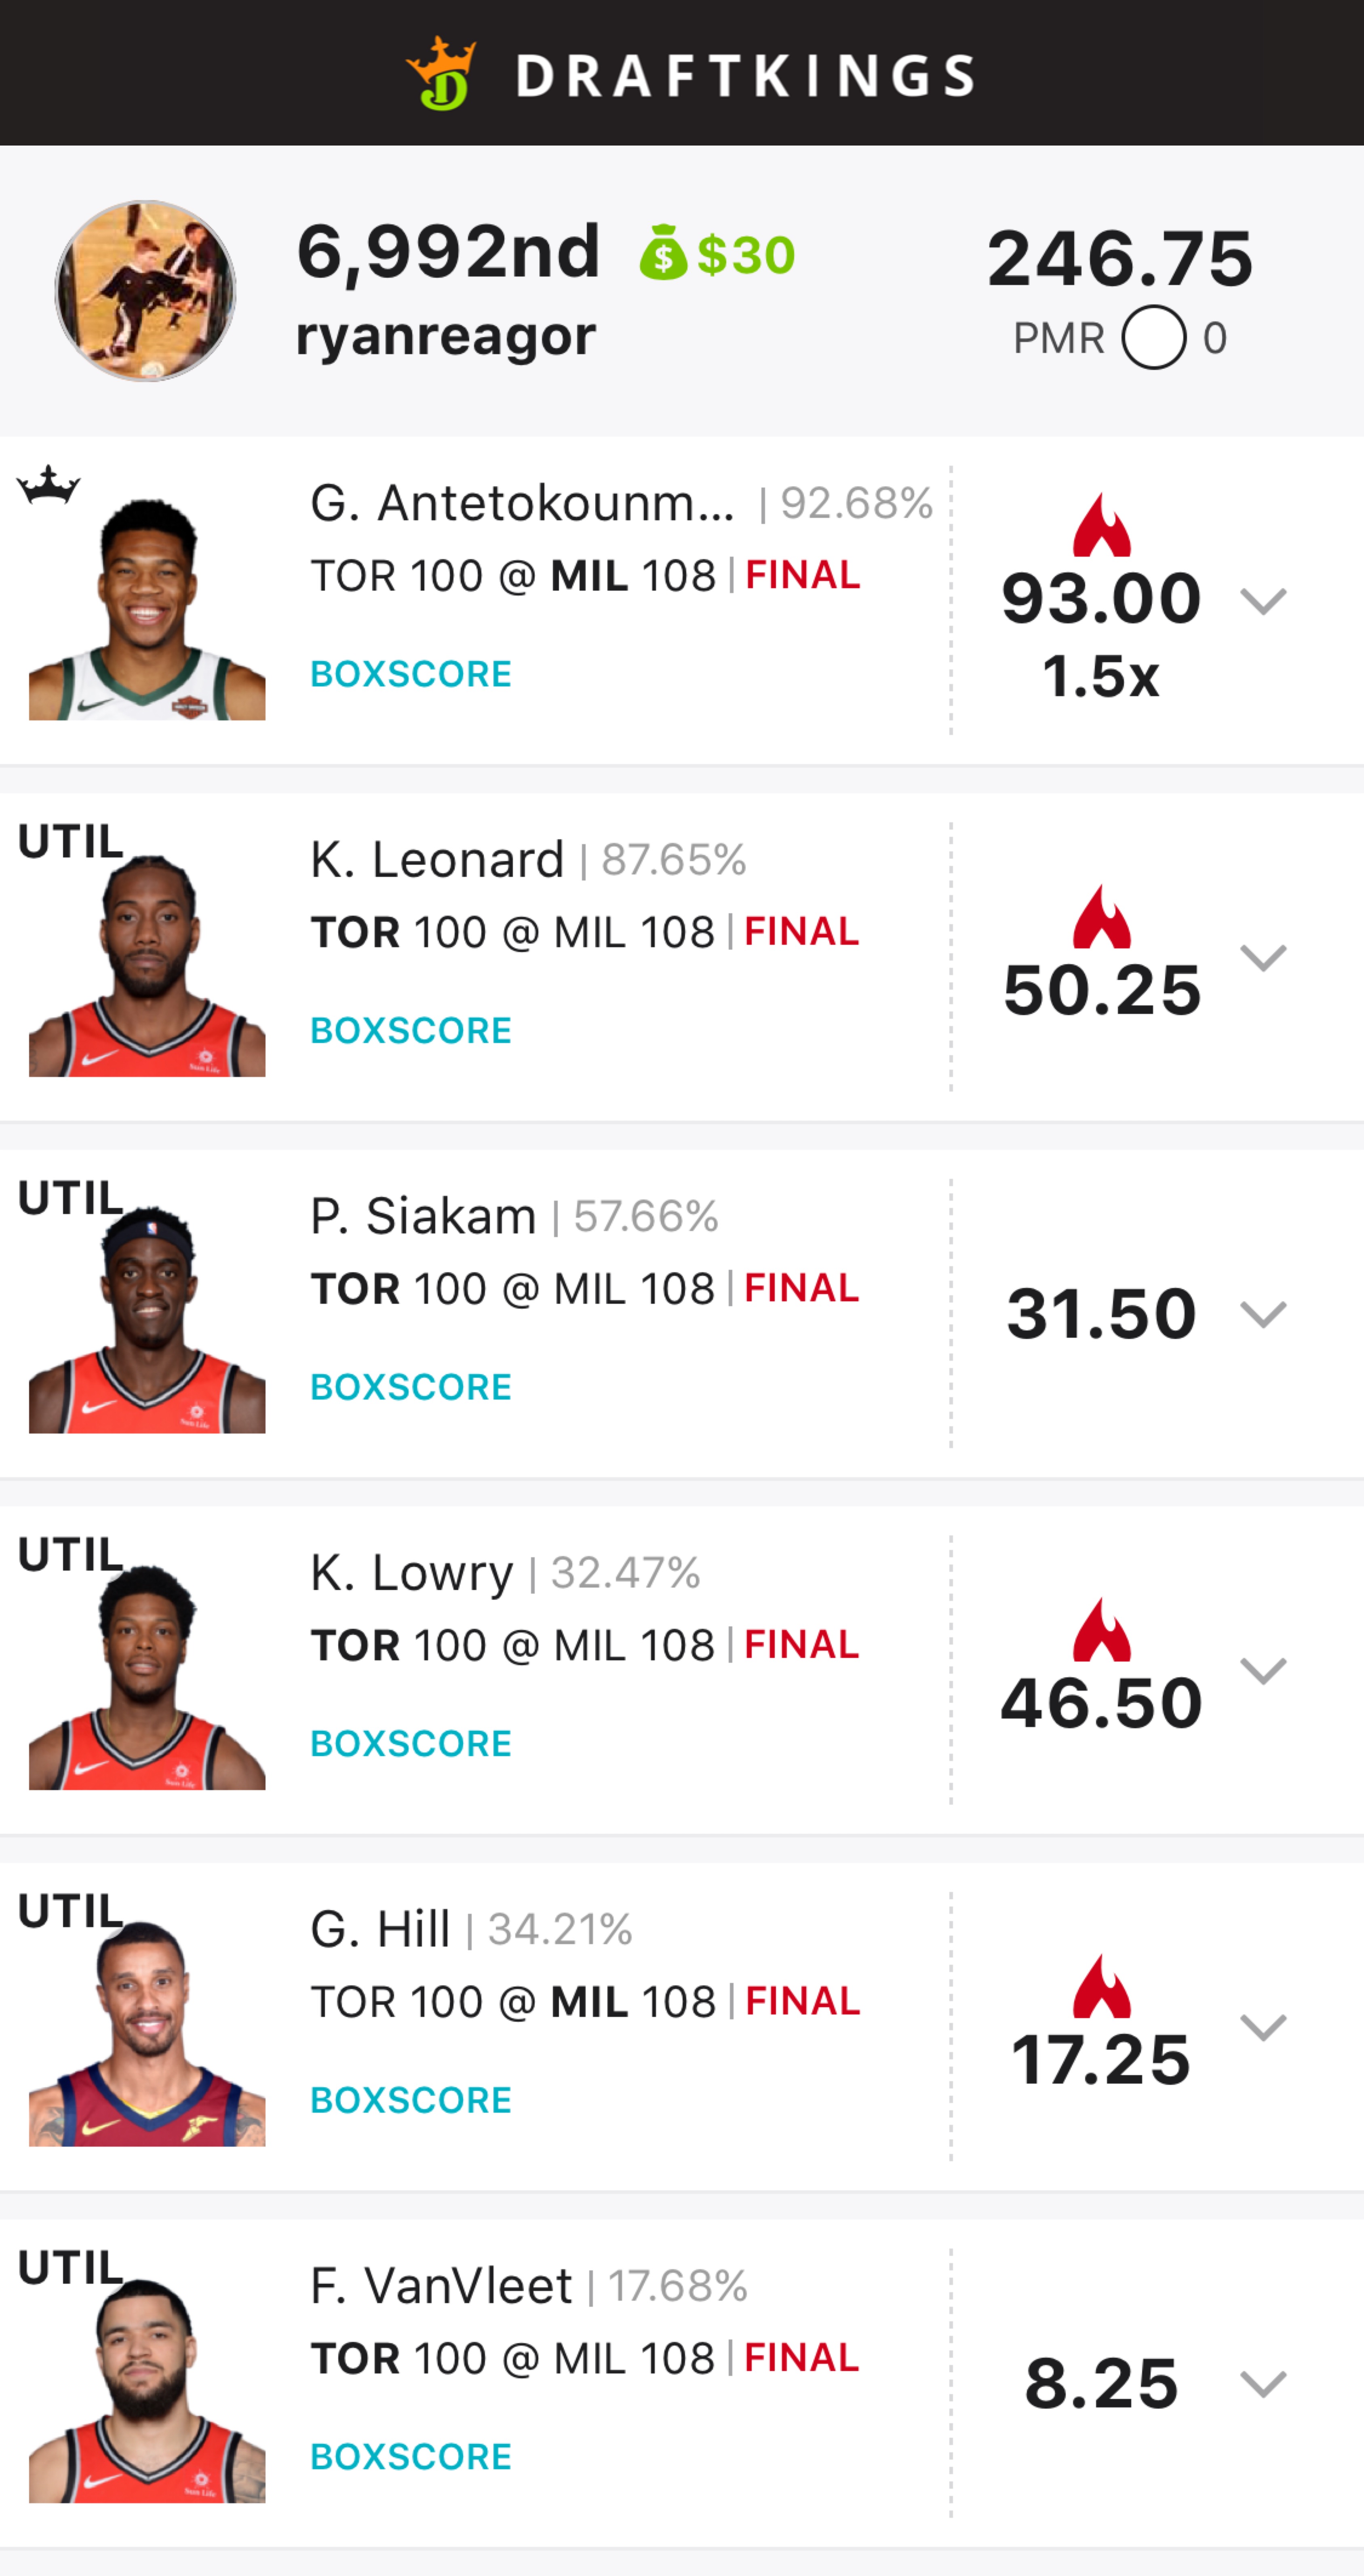 DRAFTKINGS
6,992nd $30 246.75
ryanreagor PMR 0
G. Antetokounm... | 92.68%
TOR 100 @ MIL 108 | FINAL
BOXSCORE
93.00
1.5x
UTIL
K. Leonard | 87.65%
TOR 100 @ MIL 108 | FINAL
BOXSCORE
50.25
UTIL
P. Siakam | 57.66%
TOR 100 @ MIL 108 | FINAL
BOXSCORE
31.50
UTIL
K. Lowry | 32.47%
TOR 100 @ MIL 108 | FINAL
BOXSCORE
46.50
UTIL
G. Hill | 34.21%
TOR 100 @ MIL 108 | FINAL
BOXSCORE
17.25
UTIL
F. VanVleet | 17.68%
TOR 100 @ MIL 108 | FINAL
BOXSCORE
8.25